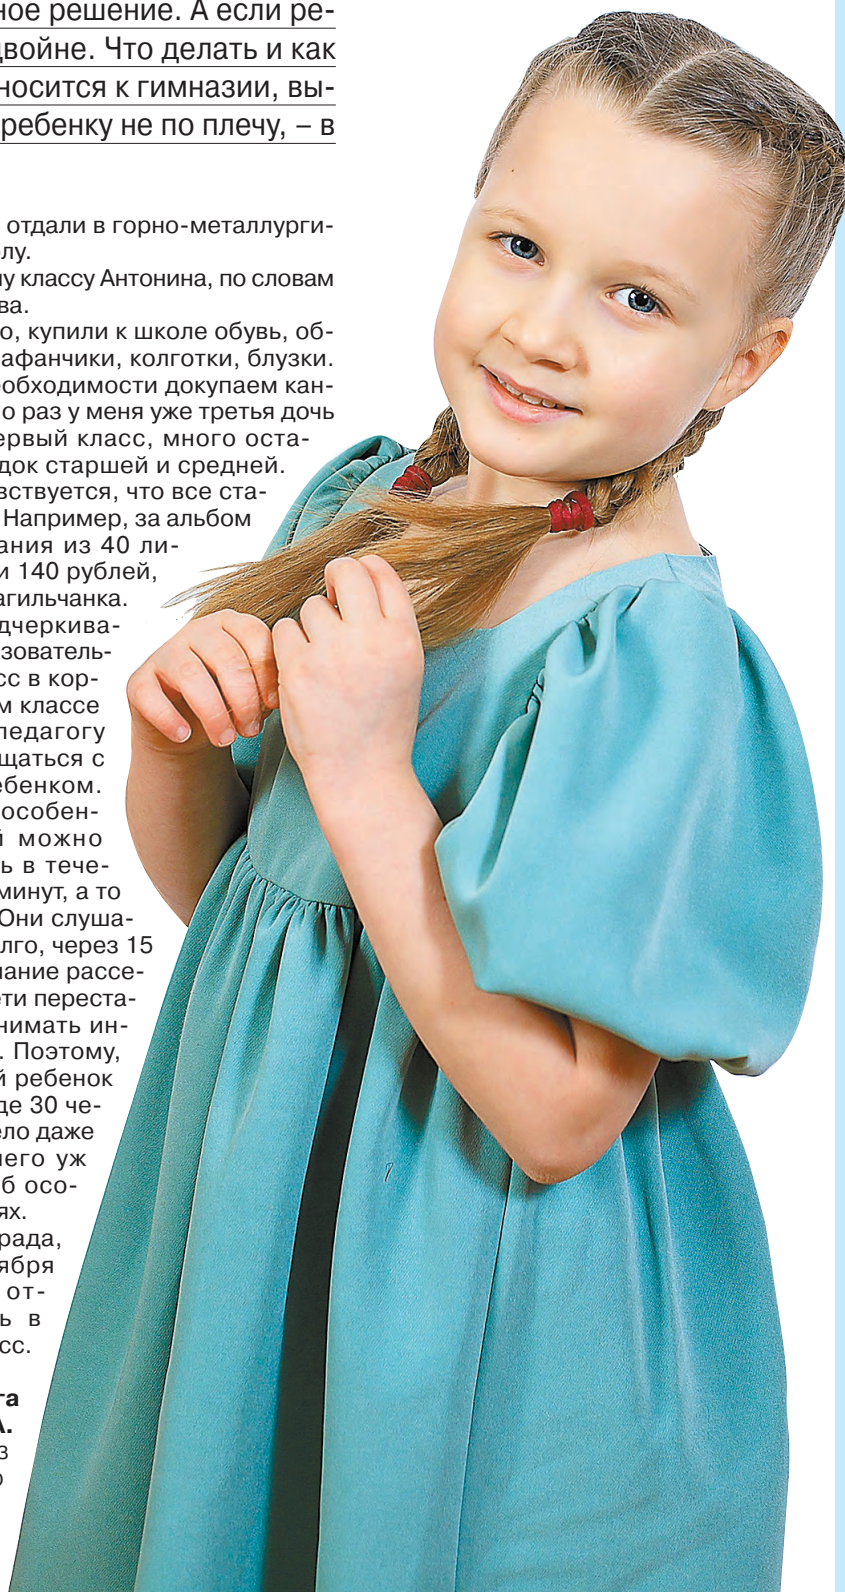 ное решение. А если ре-
двойне. Что делать и как
носится к гимназии, вы-
ребенку не по плечу, – в
отдали в горно-металлурги-
лу.
му классу Антонина, по словам
ва.
о, купили к школе обувь, об-
афанчики, колготки, блузки.
еобходимости докупаем кан-
о раз у меня уже третья дочь
ервый класс, много оста-
док старшей и средней.
вствуется, что все ста-
Например, за альбом
ания из 40 ли-
и 140 рублей,
агильчанка.
дчеркива-
зователь-
сс в кор-
м классе
педагогу
щаться с
ебенком.
особен-
й можно
ь в тече-
минут, а то
Они слуша-
лго, через 15
мание рассе-
ети переста-
нимать ин-
. Поэтому,
й ребенок
де 30 че-
ело даже
чего уж
б осо-
ях.
рада,
ября
от-
ь в
сс.
га
А.
з
о